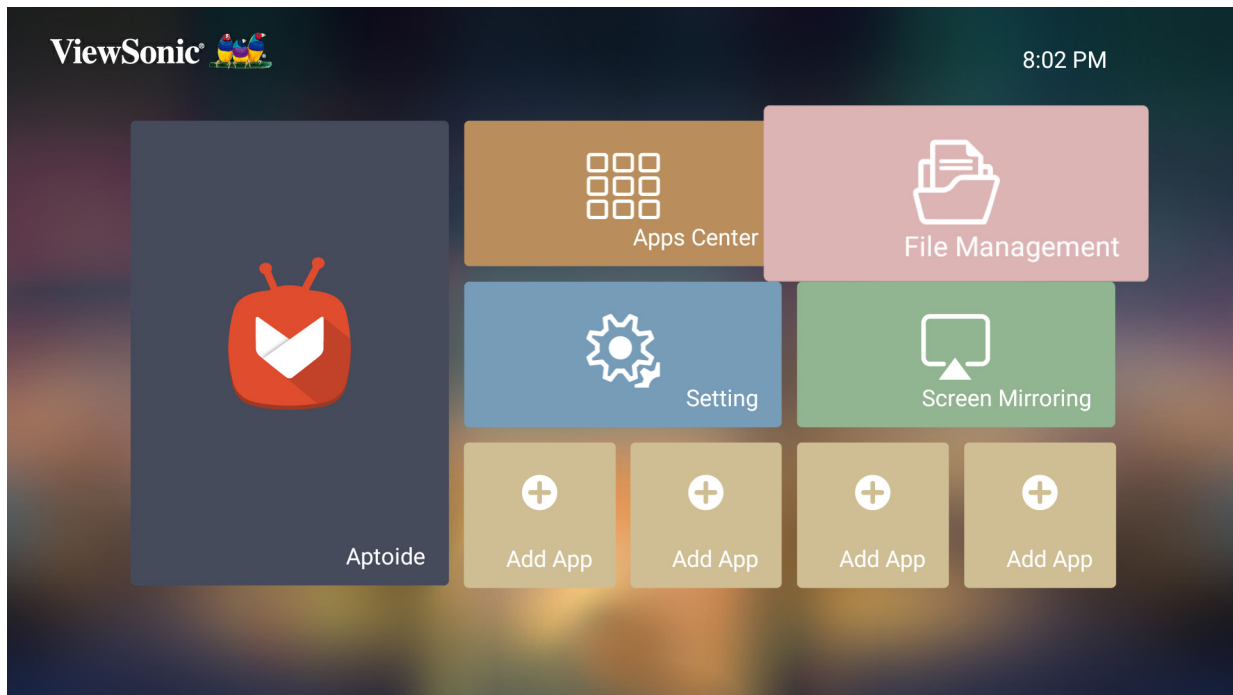 ViewSonic®
8:02 PM
Apps Center
File Management
Setting
Screen Mirroring
Aptoide
Add App
Add App
Add App
Add App